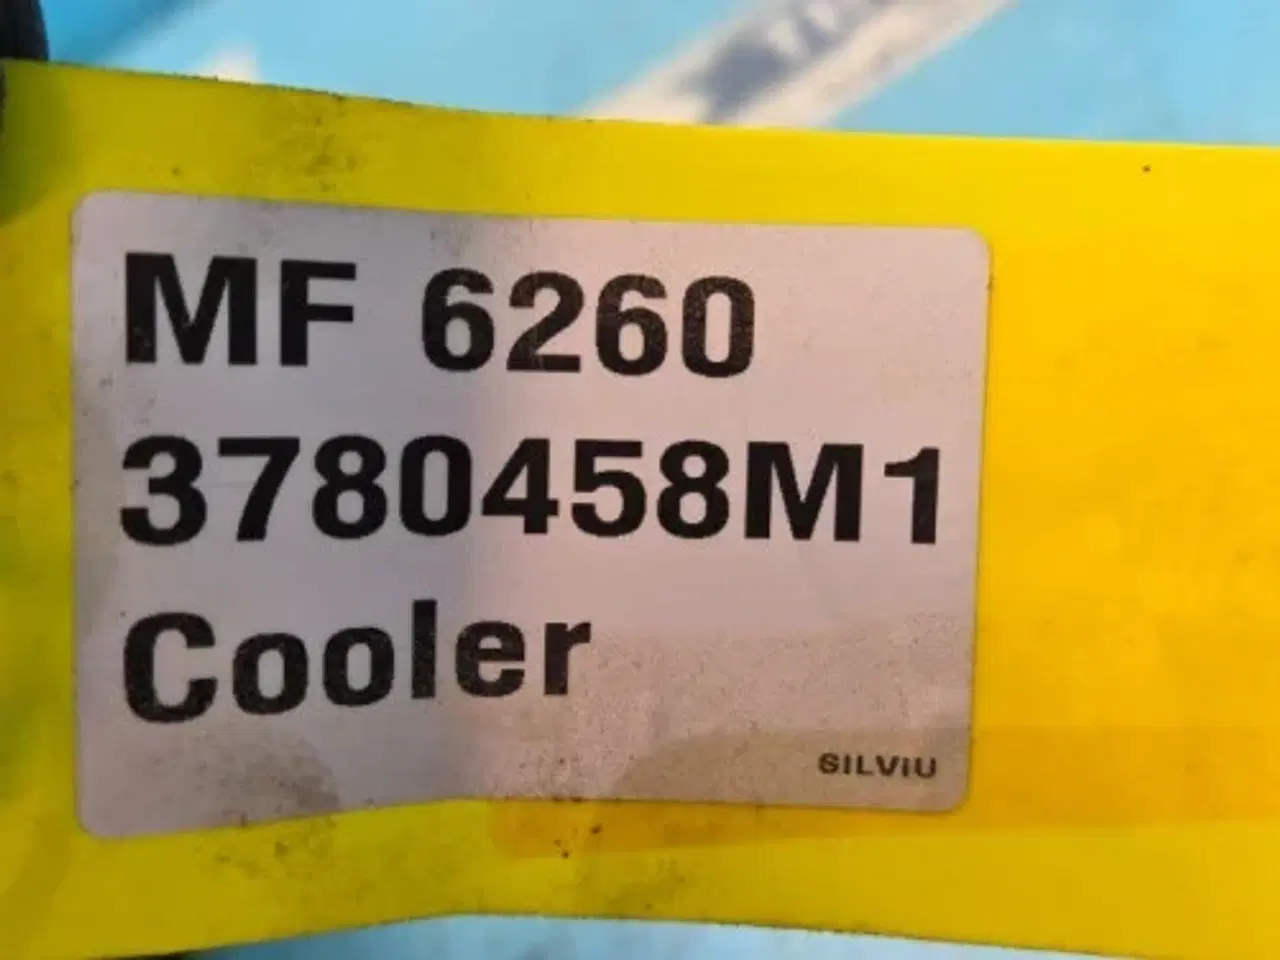 MF 6260
3780458M1
Cooler
SILViU